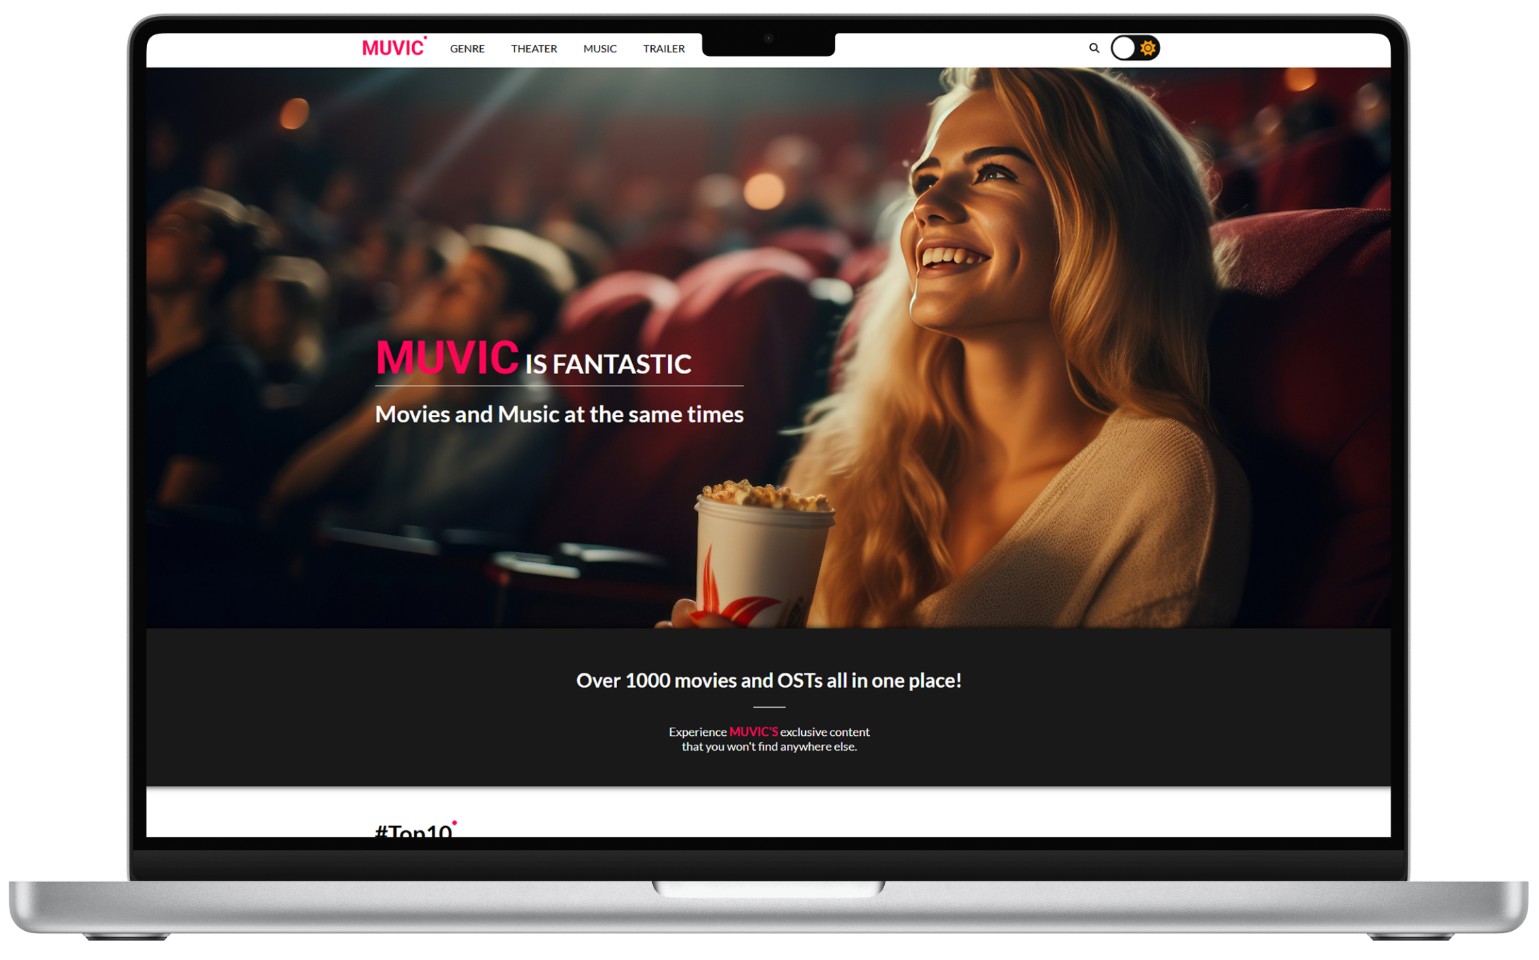 MUVIC GENRE THEATER MUSIC TRAILER
MUVIC IS FANTASTIC
Movies and Music at the same times
Over 1000 movies and OSTs all in one place!
Experience MUVIC'S exclusive content
that you won't find anywhere else.
#Top10